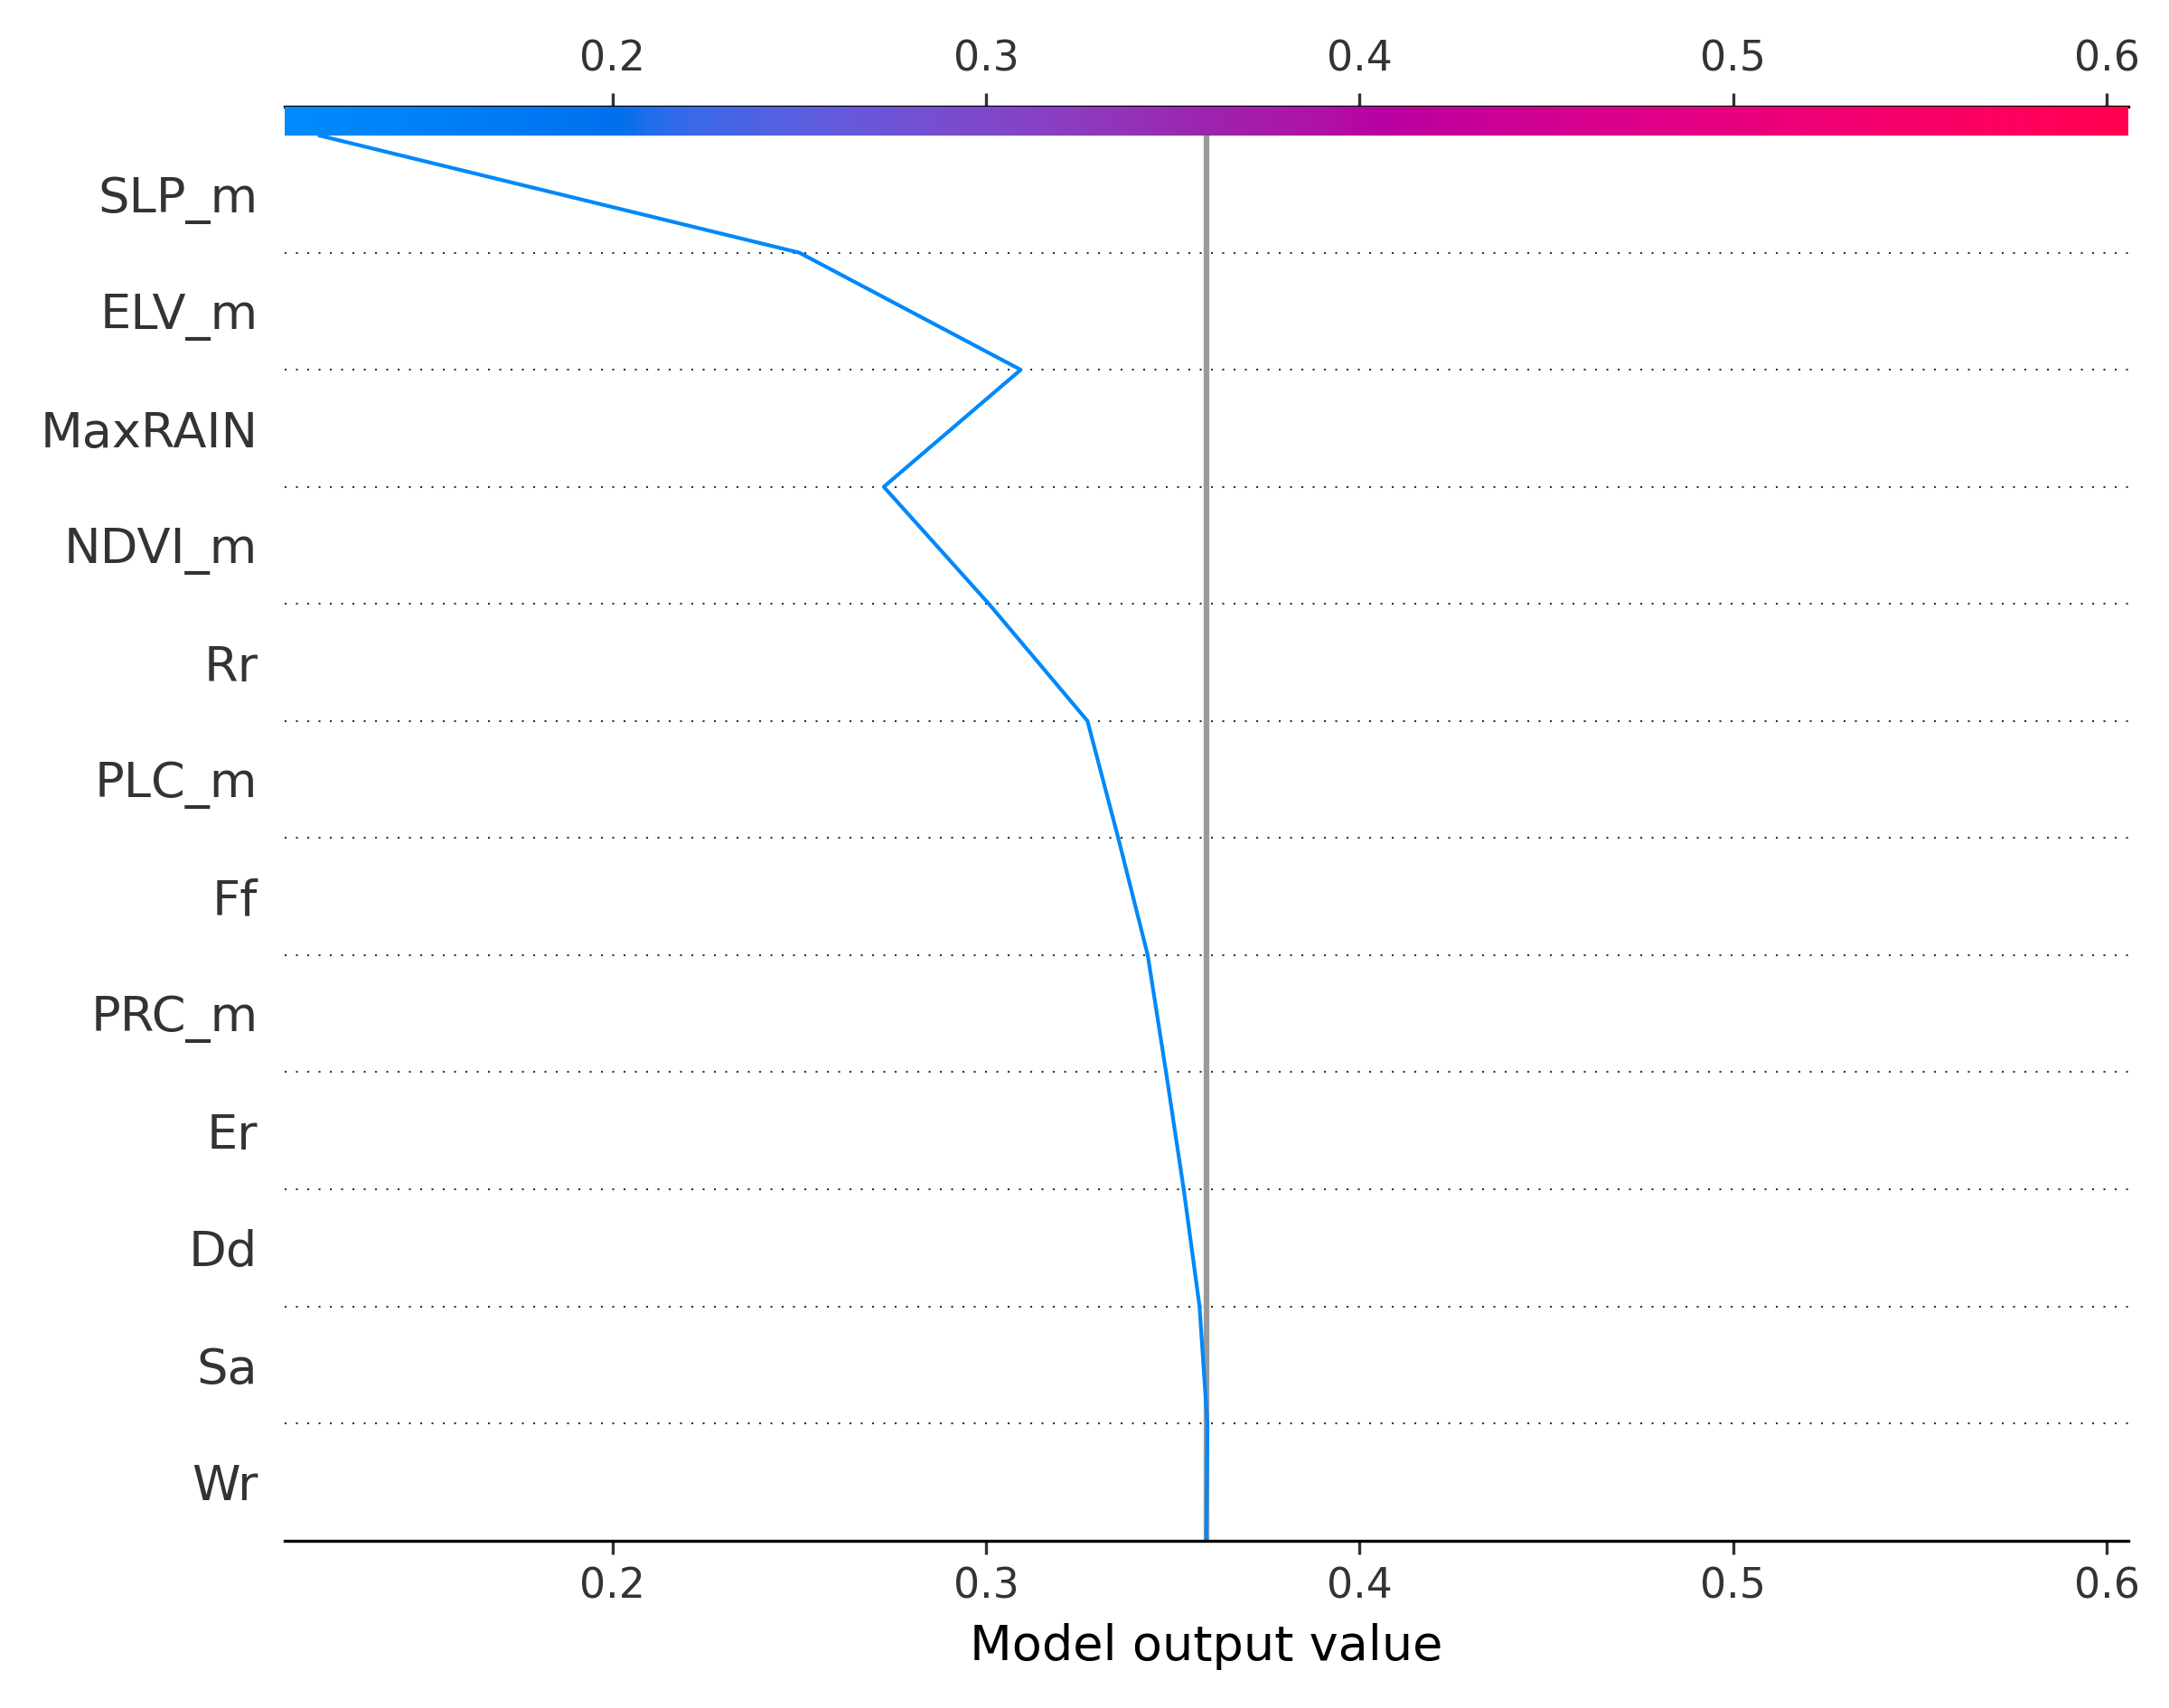 0.2 0.3 0.4 0.5 0.6
SLP_m
ELV_m
MaxRAIN
NDVI_m
Rr
PLC_m
Ff
PRC_m
Er
Dd
Sa
Wr
0.2 0.3 0.4 0.5 0.6
Model output value